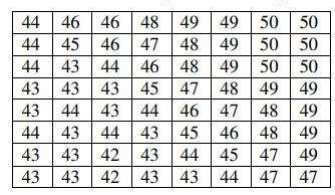 44 46 46 48 49 49 50 50
44 45 46 47 48 49 50 50
44 43 44 46 48 49 50 50
43 43 43 45 47 48 49 49
43 44 43 44 46 47 48 49
44 43 44 43 45 46 48 49
43 43 42 43 44 45 47 49
43 43 42 43 43 44 47 47